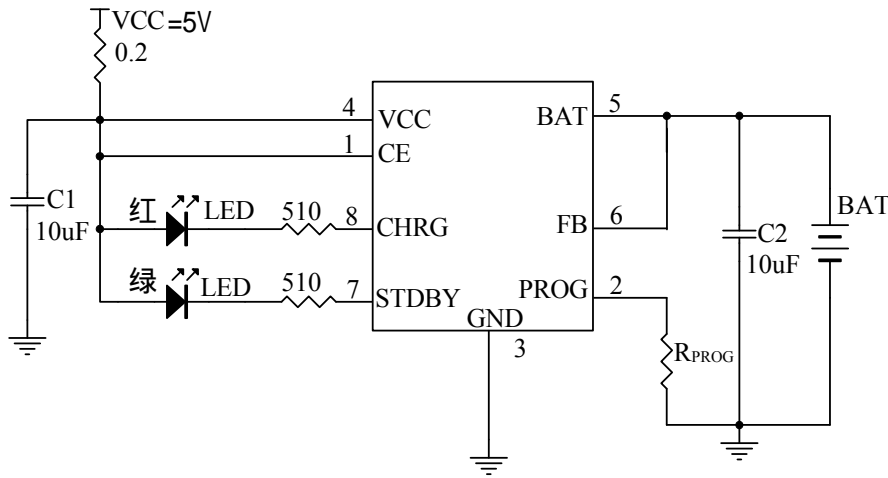 VCC=5V
0.2
4
VCC
BAT
5
1
CE
C1
10uF
红
LED
510
8
CHRG
FB
6
C2
10uF
BAT
绿
LED
510
7
STDBY
PROG
2
GND
3
RPROG